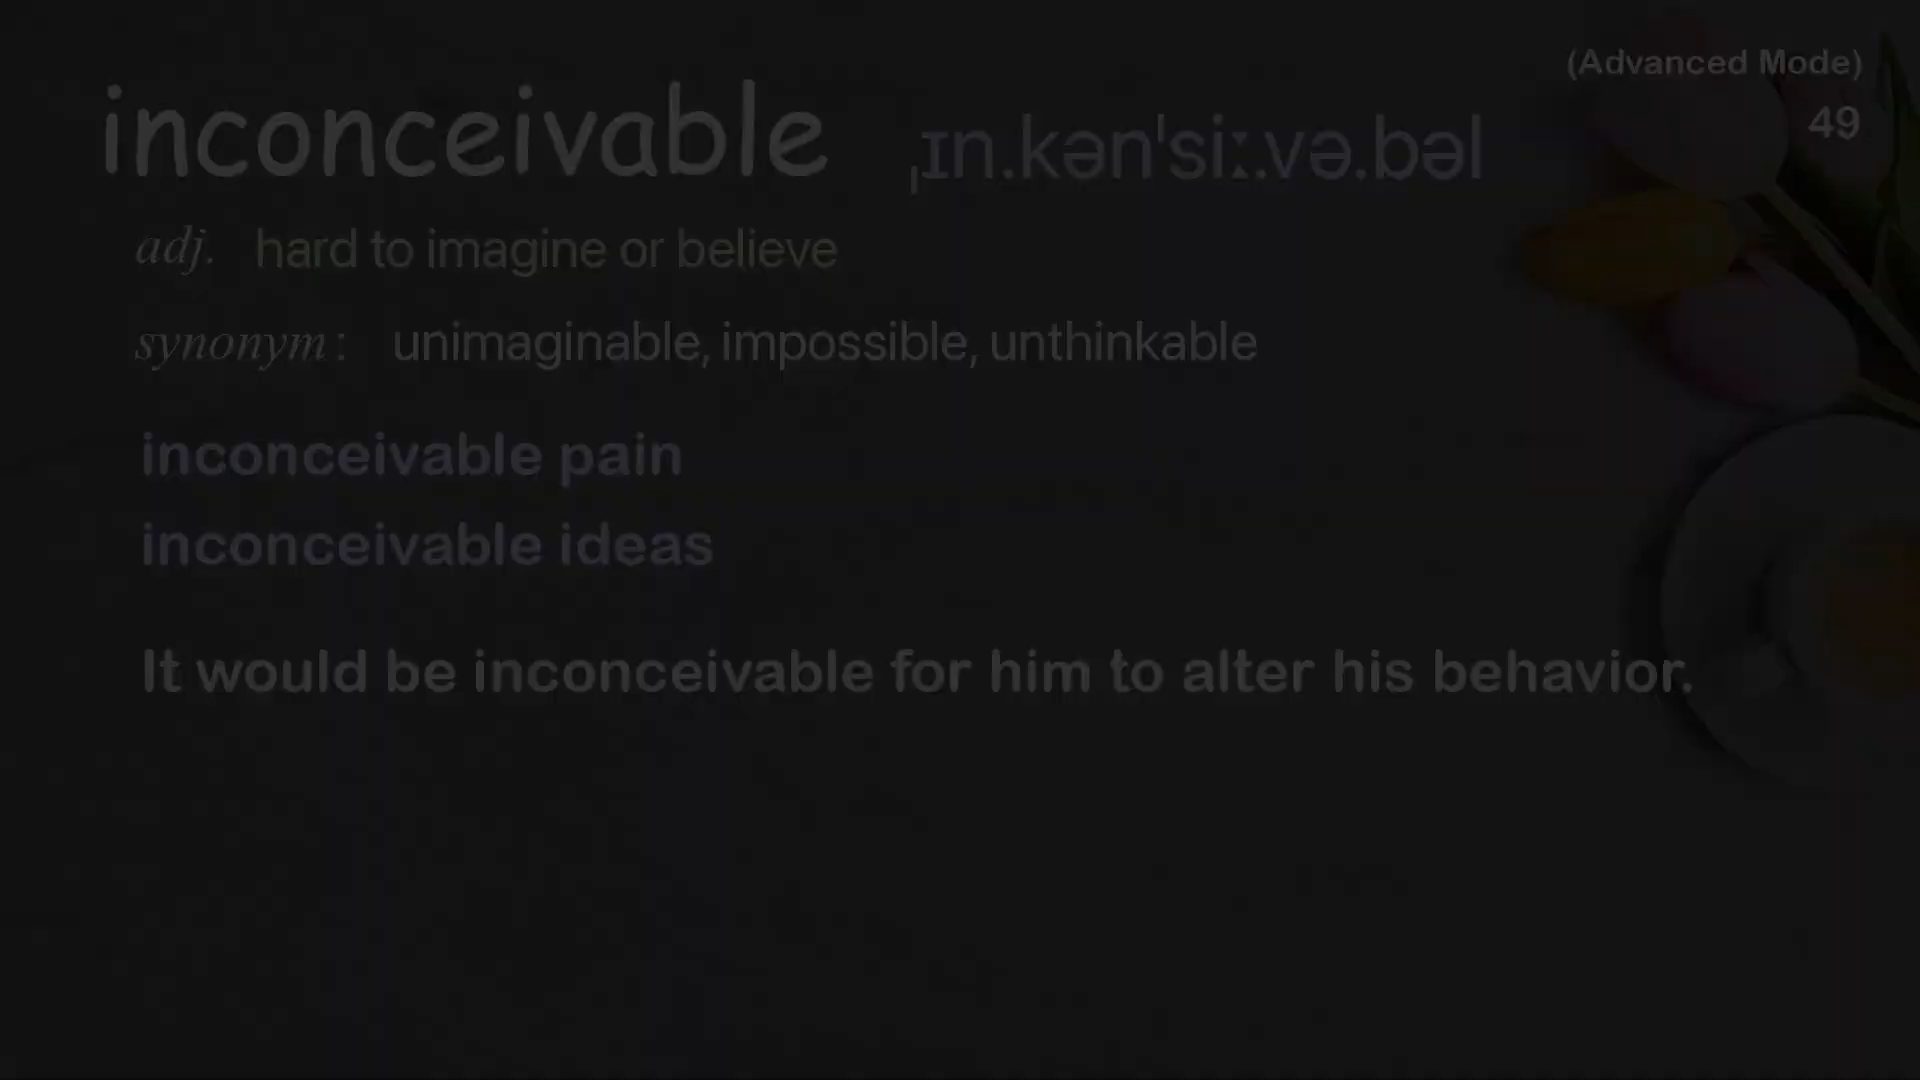 (Advanced Mode)
inconceivable ˌɪn.kənˈsiː.və.bəl 49
adj. hard to imagine or believe
synonym: unimaginable, impossible, unthinkable
inconceivable pain
inconceivable ideas
It would be inconceivable for him to alter his behavior.